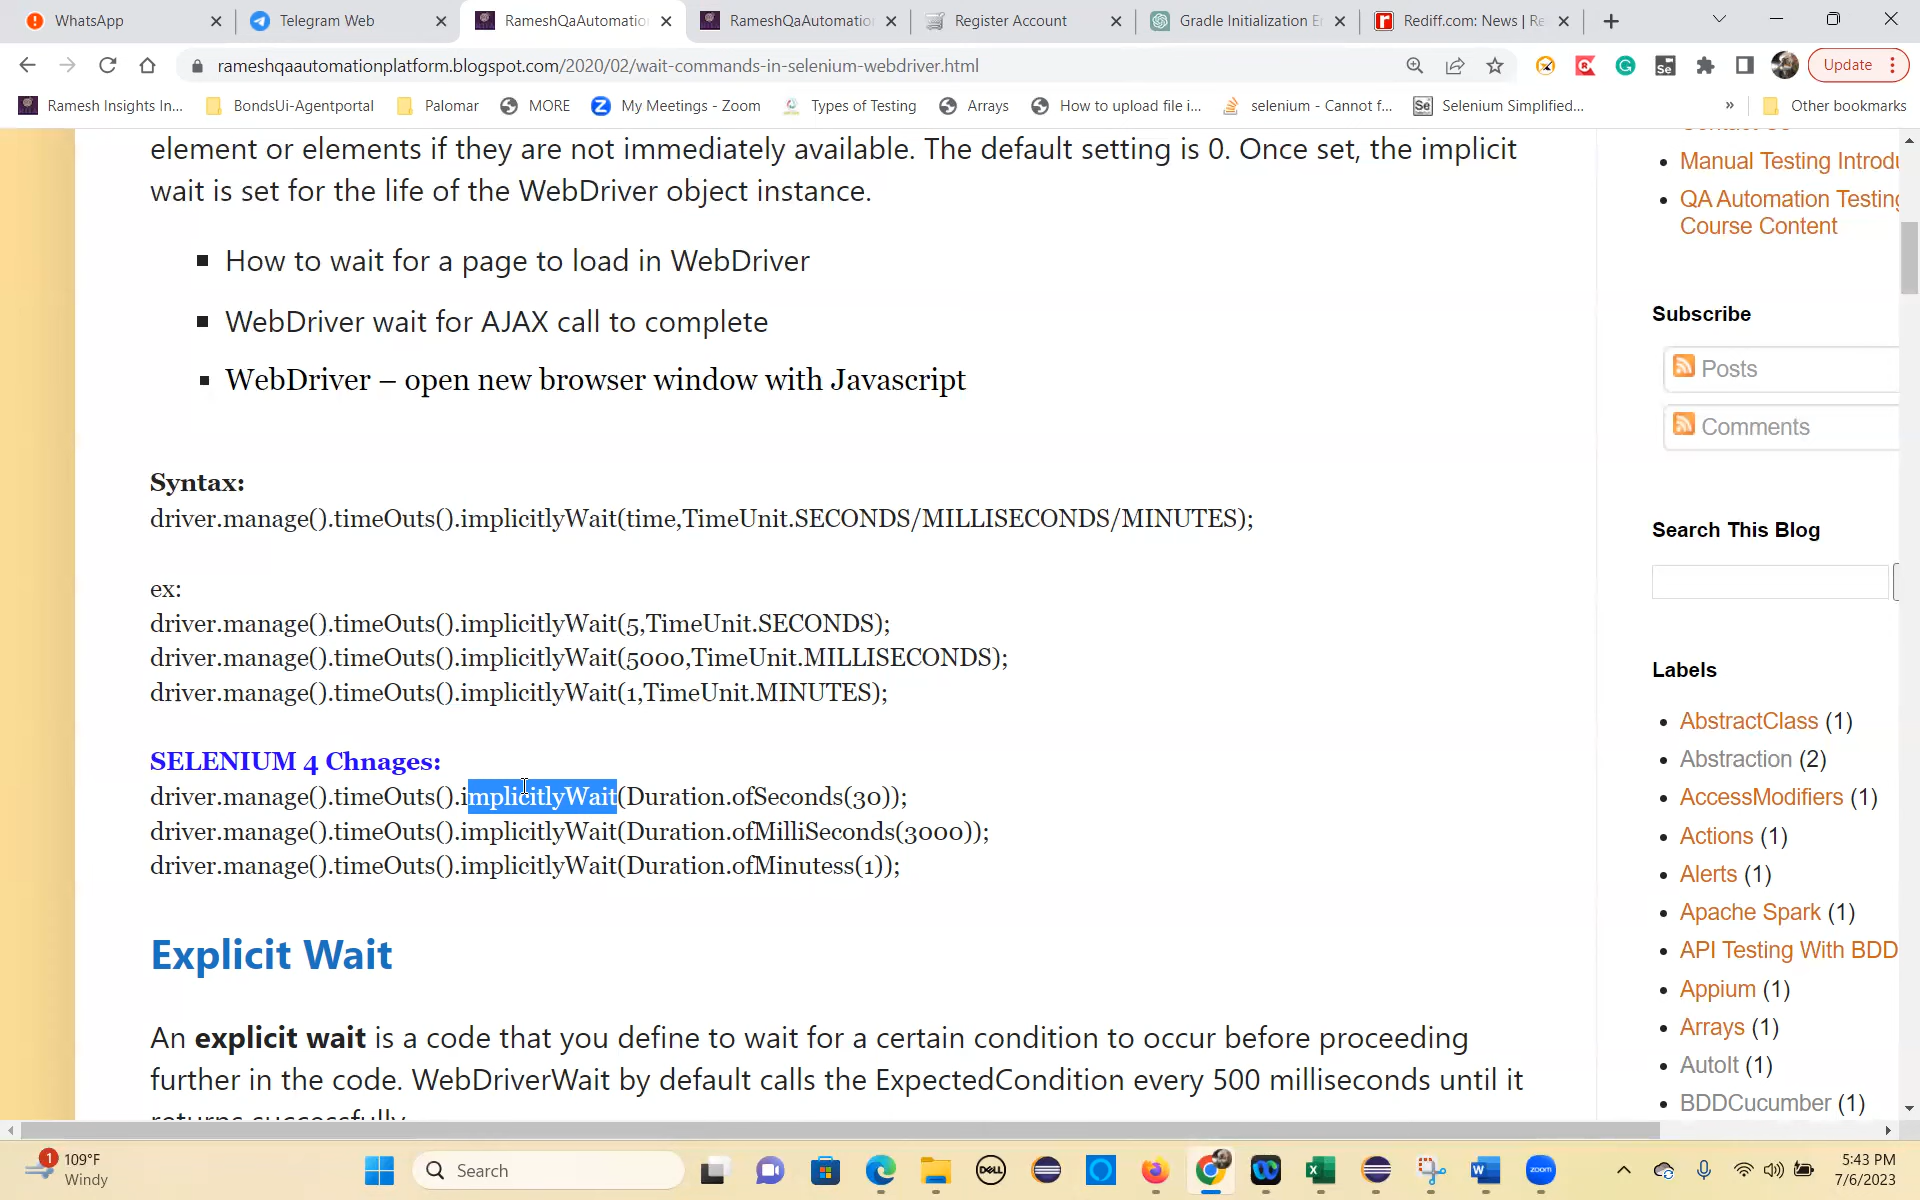 WhatsApp
Telegram Web
RameshQaAutomatio
RameshQaAutomatio
Register Account
Gradle Initialization Er
Rediff.com: News | Re
rameshqaautomationplatform.blogspot.com/2020/02/wait-commands-in-selenium-webdriver.html
Update
Ramesh Insights In...
BondsUi-Agentportal
Palomar
MORE
My Meetings - Zoom
Types of Testing
Arrays
How to upload file i...
selenium - Cannot f...
Selenium Simplified...
»
Other bookmarks
element or elements if they are not immediately available. The default setting is 0. Once set, the implicit
wait is set for the life of the WebDriver object instance.
▪ How to wait for a page to load in WebDriver
▪ WebDriver wait for AJAX call to complete
▪ WebDriver – open new browser window with Javascript
Syntax:
driver.manage().timeOuts().implicitlyWait(time,TimeUnit.SECONDS/MILLISECONDS/MINUTES);
ex:
driver.manage().timeOuts().implicitlyWait(5,TimeUnit.SECONDS);
driver.manage().timeOuts().implicitlyWait(5000,TimeUnit.MILLISECONDS);
driver.manage().timeOuts().implicitlyWait(1,TimeUnit.MINUTES);
SELENIUM 4 Chnages:
driver.manage().timeOuts().implicitlyWait(Duration.ofSeconds(30));
driver.manage().timeOuts().implicitlyWait(Duration.ofMilliSeconds(3000));
driver.manage().timeOuts().implicitlyWait(Duration.ofMinutess(1));
Explicit Wait
An explicit wait is a code that you define to wait for a certain condition to occur before proceeding
further in the code. WebDriverWait by default calls the ExpectedCondition every 500 milliseconds until it
returns successfully
• Manual Testing Introdu
• QA Automation Testing
Course Content
Subscribe
Posts
Comments
Search This Blog
Labels
• AbstractClass (1)
• Abstraction (2)
• AccessModifiers (1)
• Actions (1)
• Alerts (1)
• Apache Spark (1)
• API Testing With BDD
• Appium (1)
• Arrays (1)
• AutoIt (1)
• BDDCucumber (1)
1
109°F
Windy
Search
DELL
zoom
5:43 PM
7/6/2023